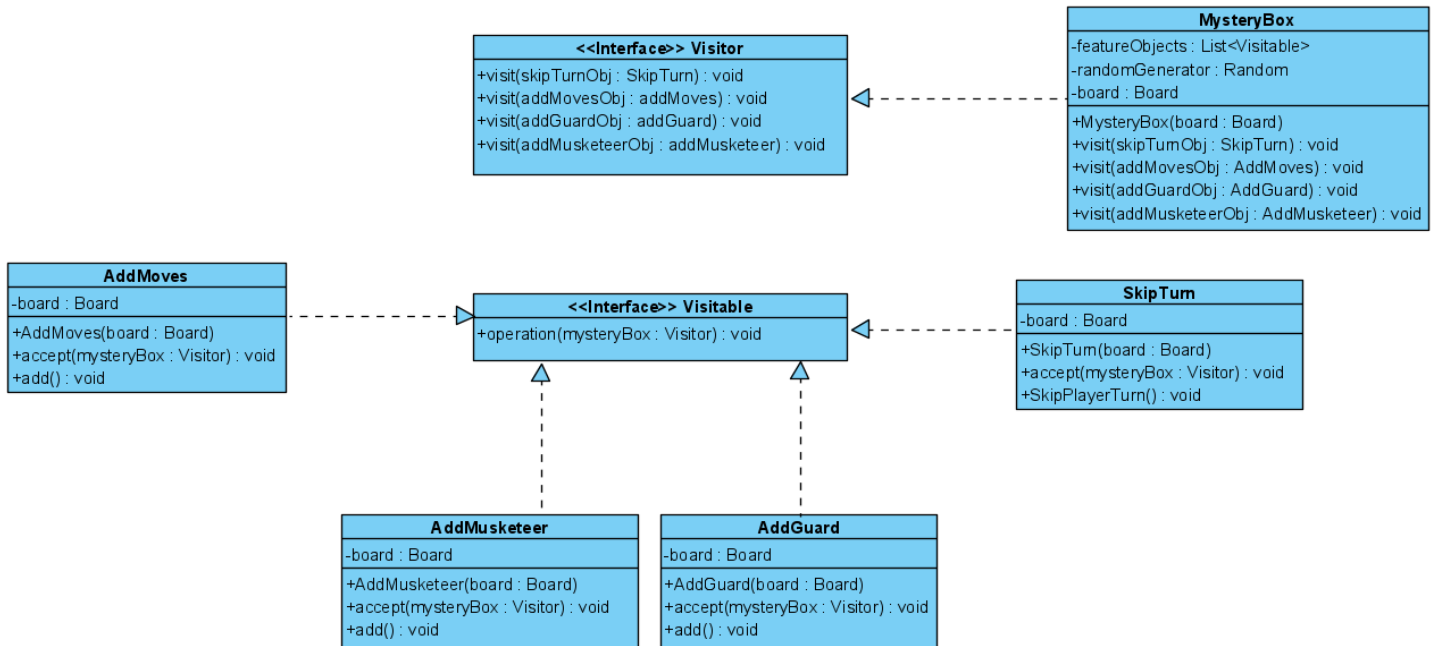 <<Interface>> Visitor
+visit(skipTurnObj : SkipTurn) : void
+visit(addMovesObj : addMoves) : void
+visit(addGuardObj : addGuard) : void
+visit(addMusketeerObj : addMusketeer) : void
MysteryBox
-featureObjects : List<Visitable>
-randomGenerator : Random
-board : Board
+MysteryBox(board : Board)
+visit(skipTurnObj : SkipTurn) : void
+visit(addMovesObj : AddMoves) : void
+visit(addGuardObj : AddGuard) : void
+visit(addMusketeerObj : AddMusketeer) : void
AddMoves
-board : Board
+AddMoves(board : Board)
+accept(mysteryBox : Visitor) : void
+add() : void
<<Interface>> Visitable
+operation(mysteryBox : Visitor) : void
SkipTurn
-board : Board
+SkipTurn(board : Board)
+accept(mysteryBox : Visitor) : void
+SkipPlayerTurn() : void
AddMusketeer
-board : Board
+AddMusketeer(board : Board)
+accept(mysteryBox : Visitor) : void
+add() : void
AddGuard
-board : Board
+AddGuard(board : Board)
+accept(mysteryBox : Visitor) : void
+add() : void